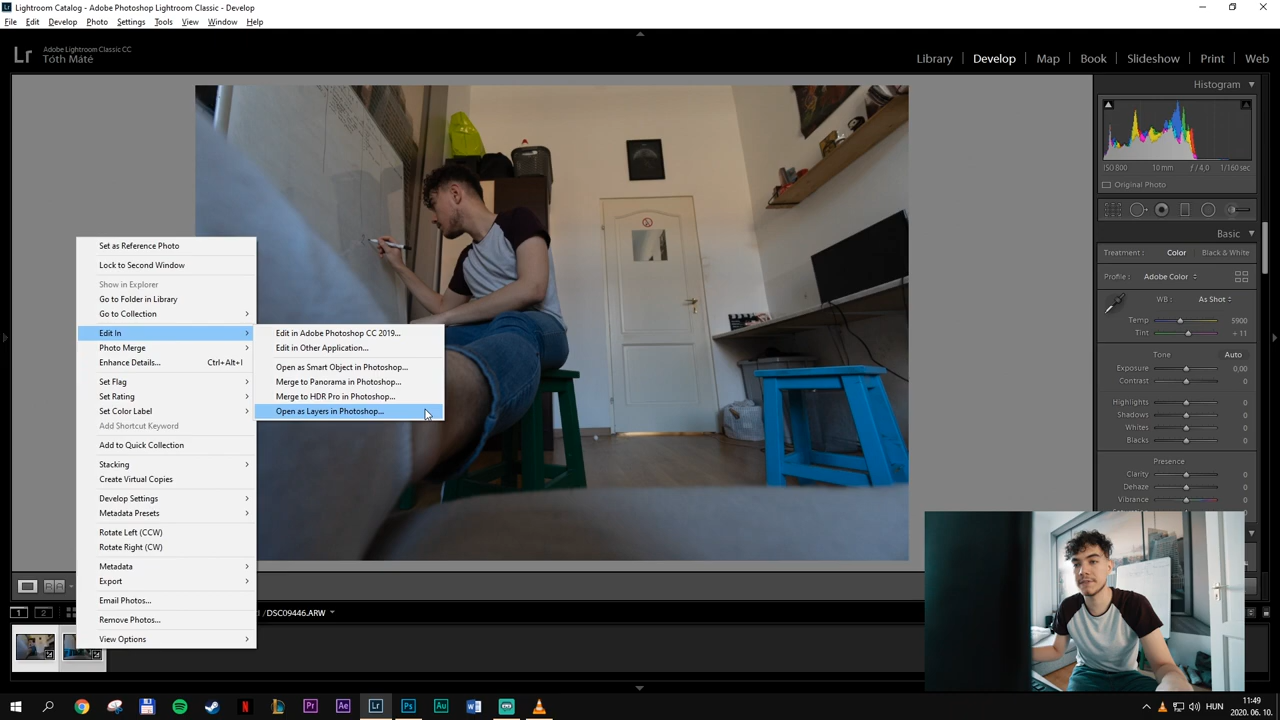 Lightroom Catalog - Adobe Photoshop Lightroom Classic - Develop
File Edit Develop Photo Settings Tools View Window Help
Lr Adobe Lightroom Classic CC
Tóth Máté
Library Develop Map Book Slideshow Print Web
Histogram
ISO 800 10 mm ƒ / 4,0 1/160 sec
Original Photo
Basic
Treatment : Color Black & White
Profile : Adobe Color
WB : As Shot
Temp 5900
Tint + 11
Tone Auto
Exposure 0,00
Contrast 0
Highlights 0
Shadows 0
Whites 0
Blacks 0
Presence
Clarity 0
Dehaze 0
Vibrance 0
Set as Reference Photo
Lock to Second Window
Show in Explorer
Go to Folder in Library
Go to Collection
Edit In
Photo Merge
Enhance Details... Ctrl+Alt+I
Set Flag
Set Rating
Set Color Label
Add Shortcut Keyword
Add to Quick Collection
Stacking
Create Virtual Copies
Develop Settings
Metadata Presets
Rotate Left (CCW)
Rotate Right (CW)
Metadata
Export
Email Photos...
Remove Photos...
View Options
Edit in Adobe Photoshop CC 2019...
Edit in Other Application...
Open as Smart Object in Photoshop...
Merge to Panorama in Photoshop...
Merge to HDR Pro in Photoshop...
Open as Layers in Photoshop...
1 2 /DSC09446.ARW
Pr Ae Lr Ps Au
HUN
11:49
2020. 06. 10.